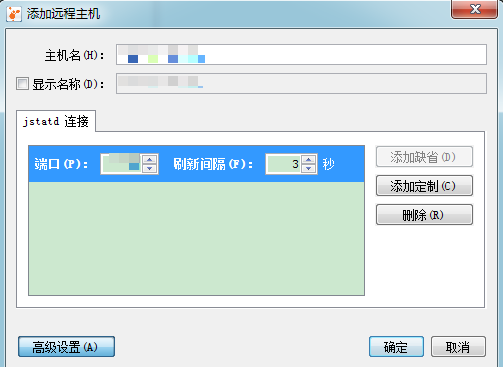 添加远程主机
主机名(H):
显示名称(D):
jstatd 连接
端口(P): 刷新间隔(F): 3 秒
添加缺省(D)
添加定制(C)
删除(R)
高级设置(A) 确定 取消